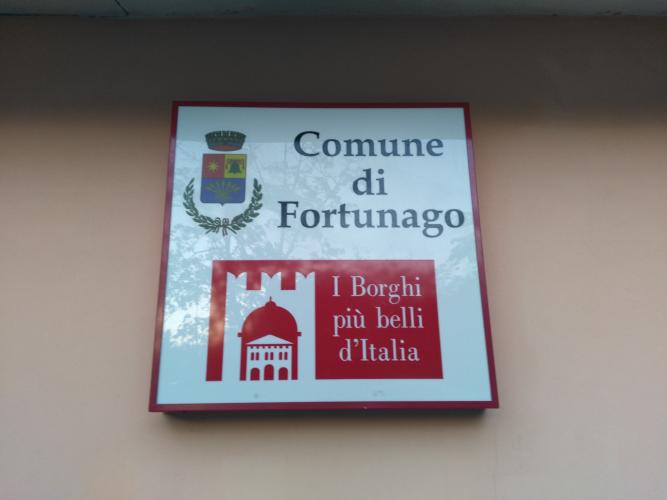 Comune
di
Fortunago
I Borghi
più belli
d'Italia